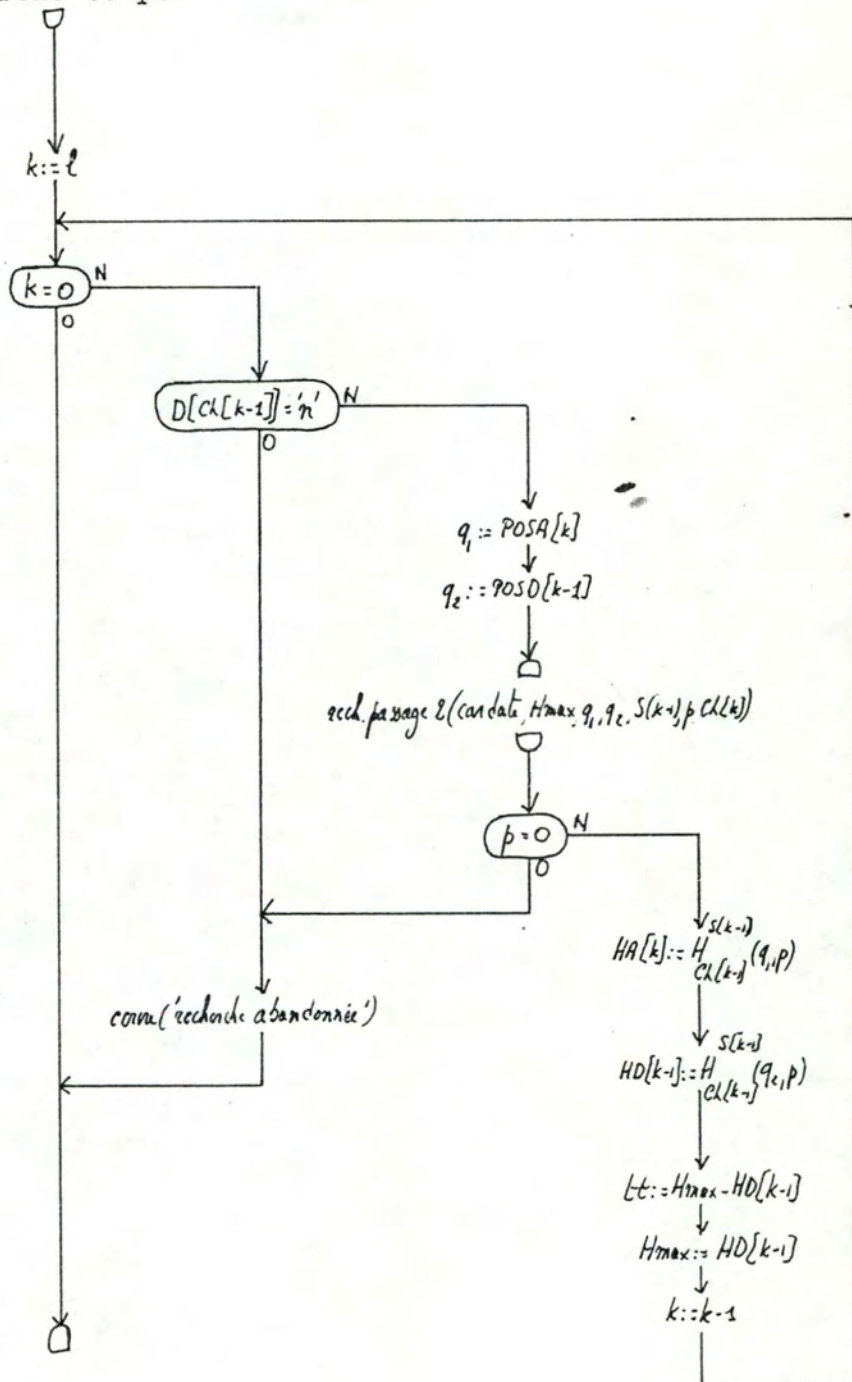 k:=l
k=0
N
O
D[Ch[k-1]]='n'
N
O
q1 := POSA[k]
q2 := POSD[k-1]
rech. passage 2(car date, Hmax, q1, q2, S(k-1), p, Ch[k])
p=0
N
O
HA[k] := H S(k-1) Ch[k-1] (q1, p)
comm('recherche abandonnée')
HD[k-1] := H S[k-1] Ch[k-1] (q2, p)
tt := Hmax - HD[k-1]
Hmax := HD[k-1]
k := k-1